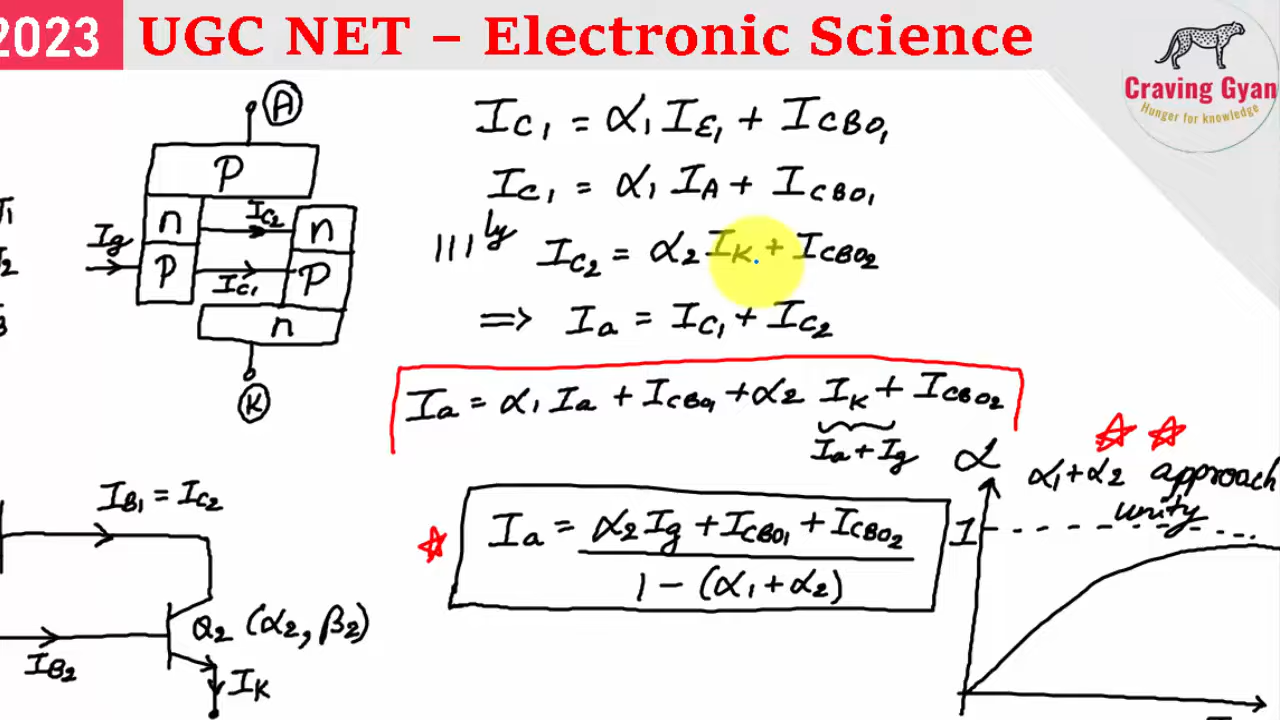 2023 UGC NET – Electronic Science
Craving Gyan
Hunger for knowledge
A
P
n
P
Ig
IC2
IC1
n
P
n
K
IC1 = α1 IE1 + ICBO1
IC1 = α1 IA + ICBO1
|||ly IC2 = α2 IK + ICBO2
⇒ Ia = IC1 + IC2
Ia = α1 Ia + ICBO1 + α2 IK + ICBO2
Ia + Ig
Ia = α2 Ig + ICBO1 + ICBO2
1 − (α1 + α2)
IB1 = IC2
Q2 (α2, β2)
IB2
IK
α
α1 + α2 approach
unity
1